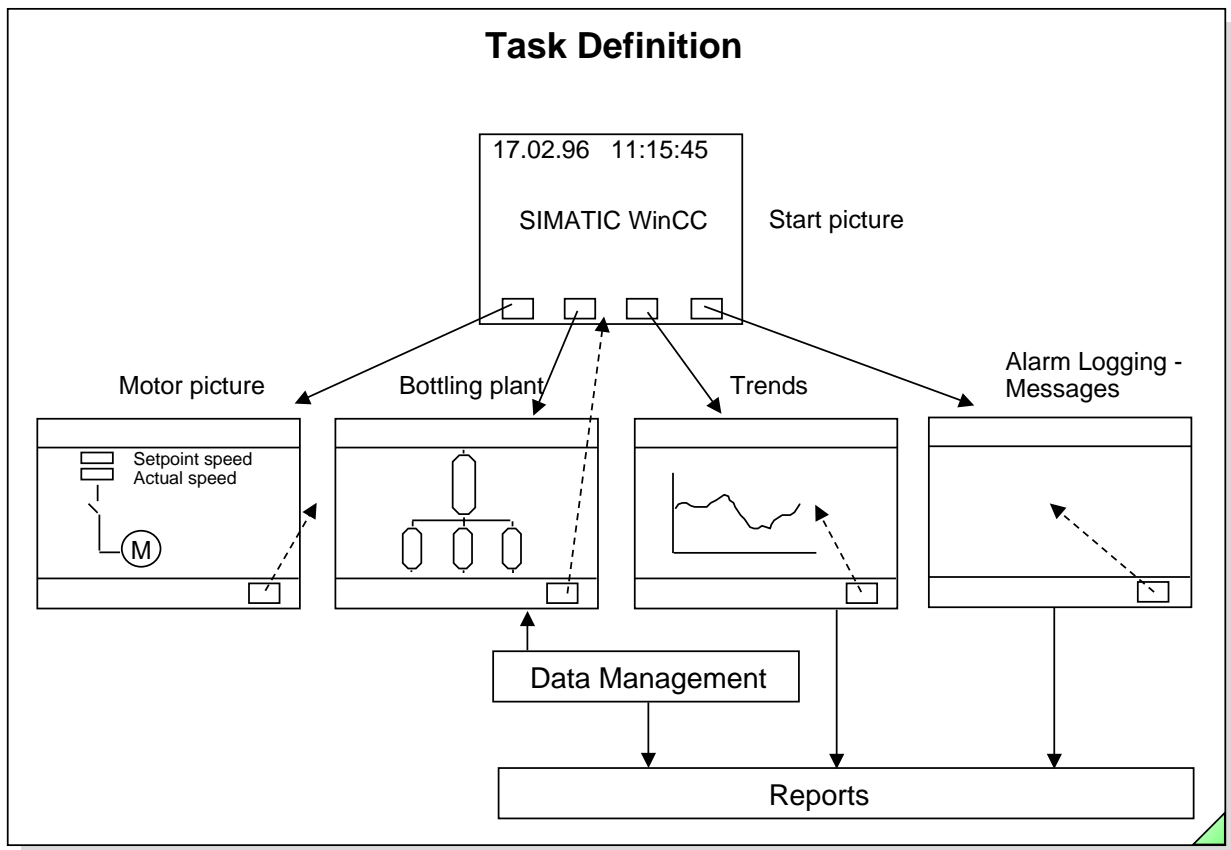 Task Definition
17.02.96 11:15:45
SIMATIC WinCC
Start picture
Motor picture
Bottling plant
Trends
Alarm Logging -
Messages
Setpoint speed
Actual speed
M
Data Management
Reports